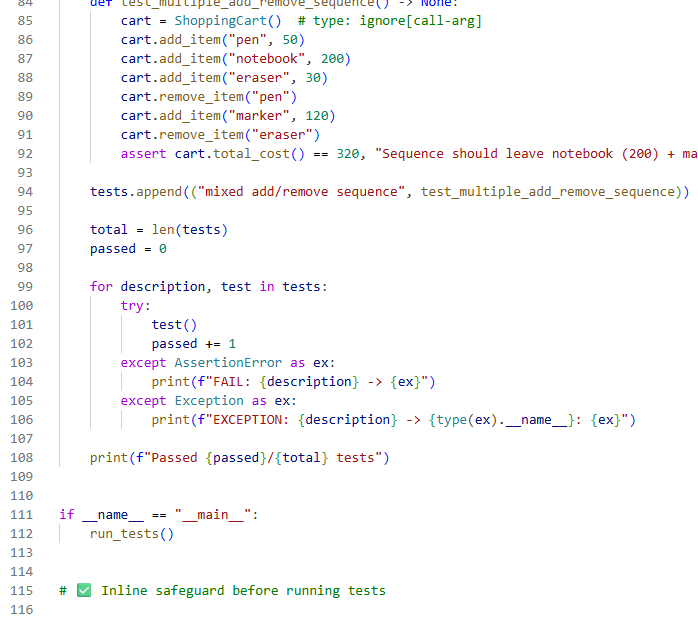 84 def test_multiple_add_remove_sequence() -> None:
85 cart = ShoppingCart()  # type: ignore[call-arg]
86 cart.add_item("pen", 50)
87 cart.add_item("notebook", 200)
88 cart.add_item("eraser", 30)
89 cart.remove_item("pen")
90 cart.add_item("marker", 120)
91 cart.remove_item("eraser")
92 assert cart.total_cost() == 320, "Sequence should leave notebook (200) + ma
93
94 tests.append(("mixed add/remove sequence", test_multiple_add_remove_sequence))
95
96 total = len(tests)
97 passed = 0
98
99 for description, test in tests:
100 try:
101 test()
102 passed += 1
103 except AssertionError as ex:
104 print(f"FAIL: {description} -> {ex}")
105 except Exception as ex:
106 print(f"EXCEPTION: {description} -> {type(ex).__name__}: {ex}")
107
108 print(f"Passed {passed}/{total} tests")
109
110
111 if __name__ == "__main__":
112 run_tests()
113
114
115 # ✅ Inline safeguard before running tests
116